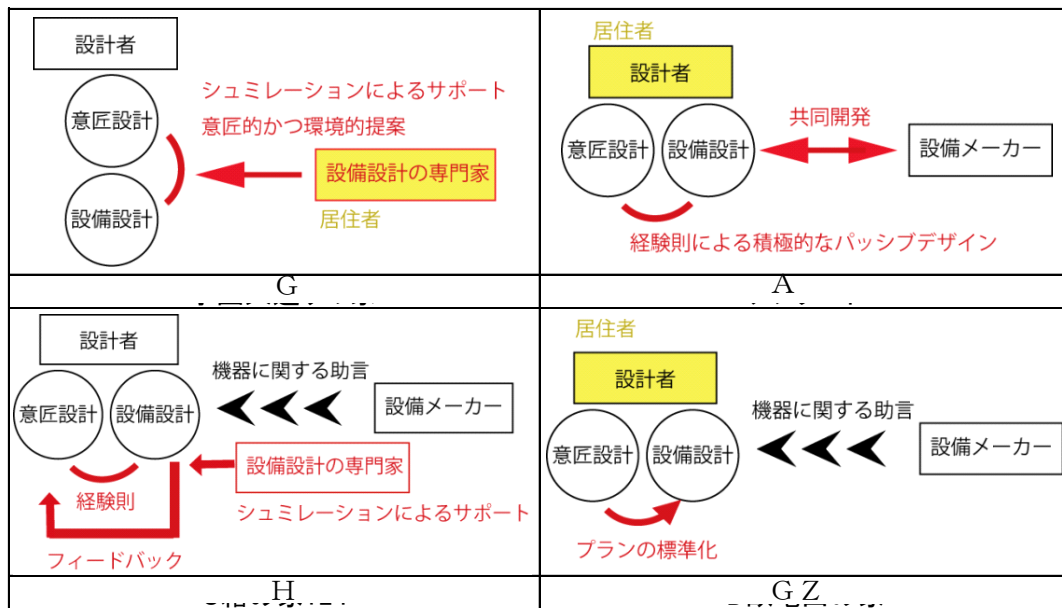 設計者
意匠設計
設備設計
シュミレーションによるサポート
意匠的かつ環境的提案
設備設計の専門家
居住者
G
居住者
設計者
意匠設計
設備設計
共同開発
設備メーカー
経験則による積極的なパッシブデザイン
A
設計者
意匠設計
設備設計
機器に関する助言
設備メーカー
設備設計の専門家
経験則
シュミレーションによるサポート
フィードバック
H
居住者
設計者
意匠設計
設備設計
機器に関する助言
設備メーカー
プランの標準化
G Z